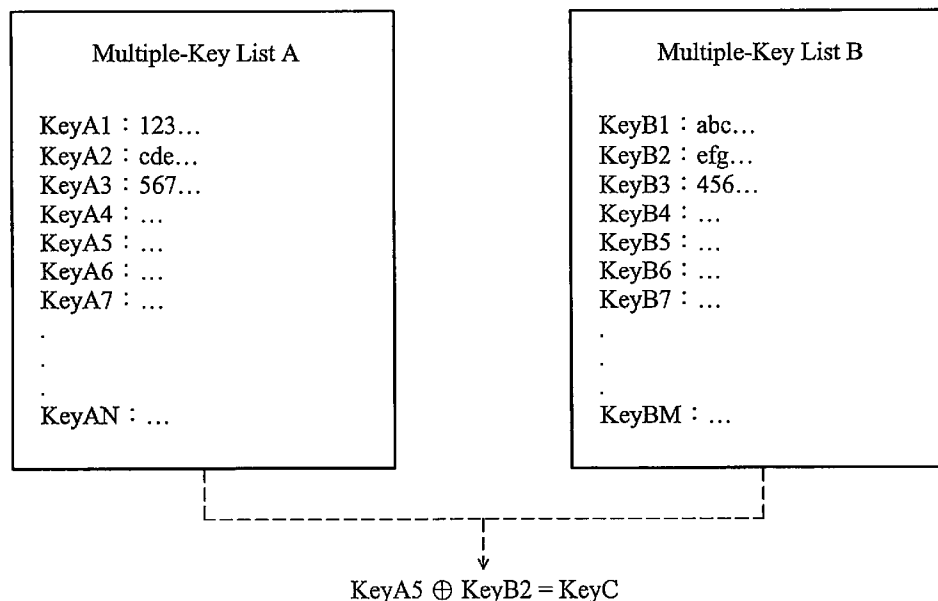 Multiple-Key List A
KeyA1：123...
KeyA2：cde...
KeyA3：567...
KeyA4：...
KeyA5：...
KeyA6：...
KeyA7：...
.
.
.
KeyAN：...
Multiple-Key List B
KeyB1：abc...
KeyB2：efg...
KeyB3：456...
KeyB4：...
KeyB5：...
KeyB6：...
KeyB7：...
.
.
.
KeyBM：...
KeyA5 ⊕ KeyB2 = KeyC